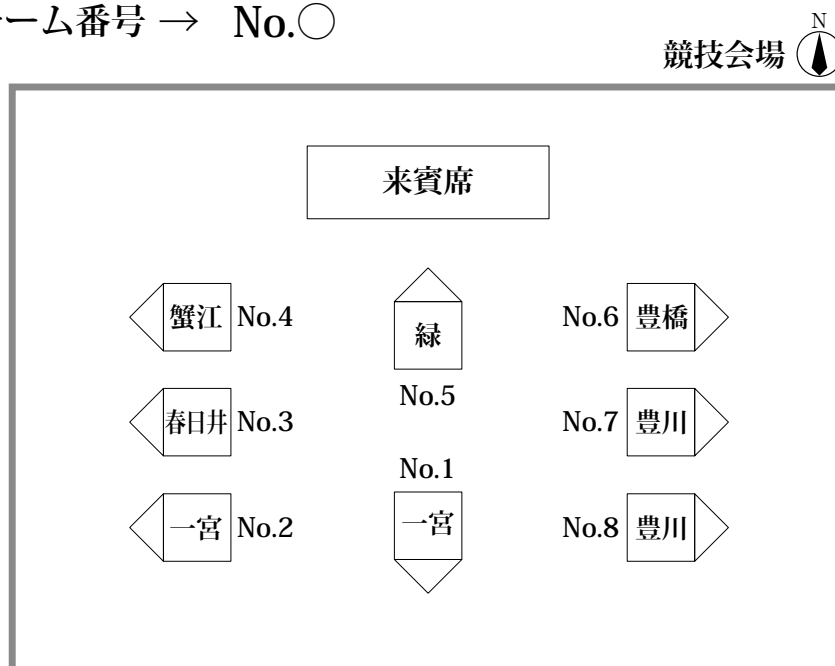 ーム番号 → No.○
N
競技会場
来賓席
蟹江 No.4
緑
No.5
No.6 豊橋
春日井 No.3
No.7 豊川
No.1
一宮
一宮 No.2
No.8 豊川